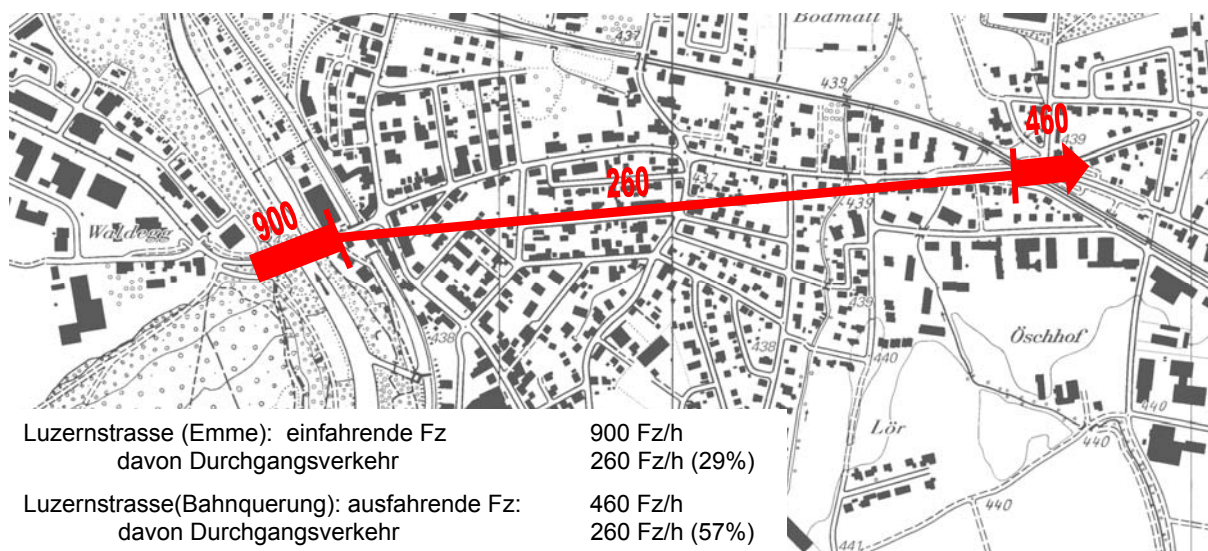 437
Bodmatt
439
460
439
260
437
900
Waldegg
439
439
438
438
440
Öschhof
Lör
440
440
440
441
Luzernstrasse (Emme): einfahrende Fz 900 Fz/h
davon Durchgangsverkehr 260 Fz/h (29%)
Luzernstrasse(Bahnquerung): ausfahrende Fz: 460 Fz/h
davon Durchgangsverkehr 260 Fz/h (57%)